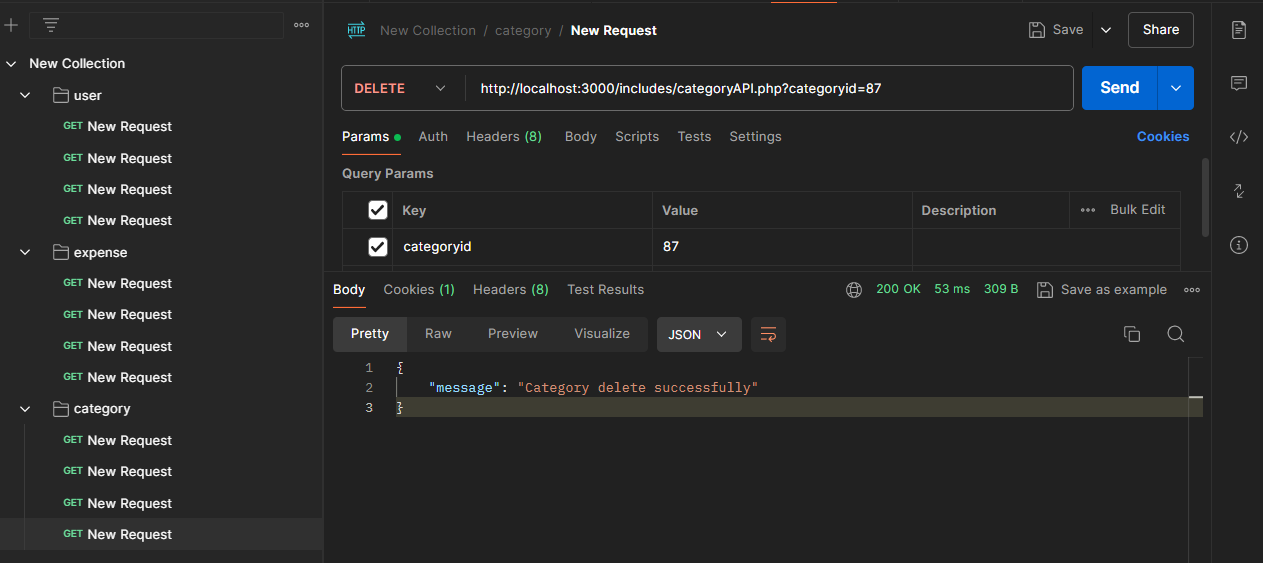 New Collection
user
GET New Request
GET New Request
GET New Request
GET New Request
expense
GET New Request
GET New Request
GET New Request
GET New Request
category
GET New Request
GET New Request
GET New Request
GET New Request
HTTP New Collection / category / New Request
Save
Share
DELETE http://localhost:3000/includes/categoryAPI.php?categoryid=87
Send
Params Auth Headers (8) Body Scripts Tests Settings Cookies
Query Params
Key Value Description Bulk Edit
categoryid 87
Body Cookies (1) Headers (8) Test Results 200 OK 53 ms 309 B Save as example
Pretty Raw Preview Visualize JSON
1 {
2 "message": "Category delete successfully"
3 }